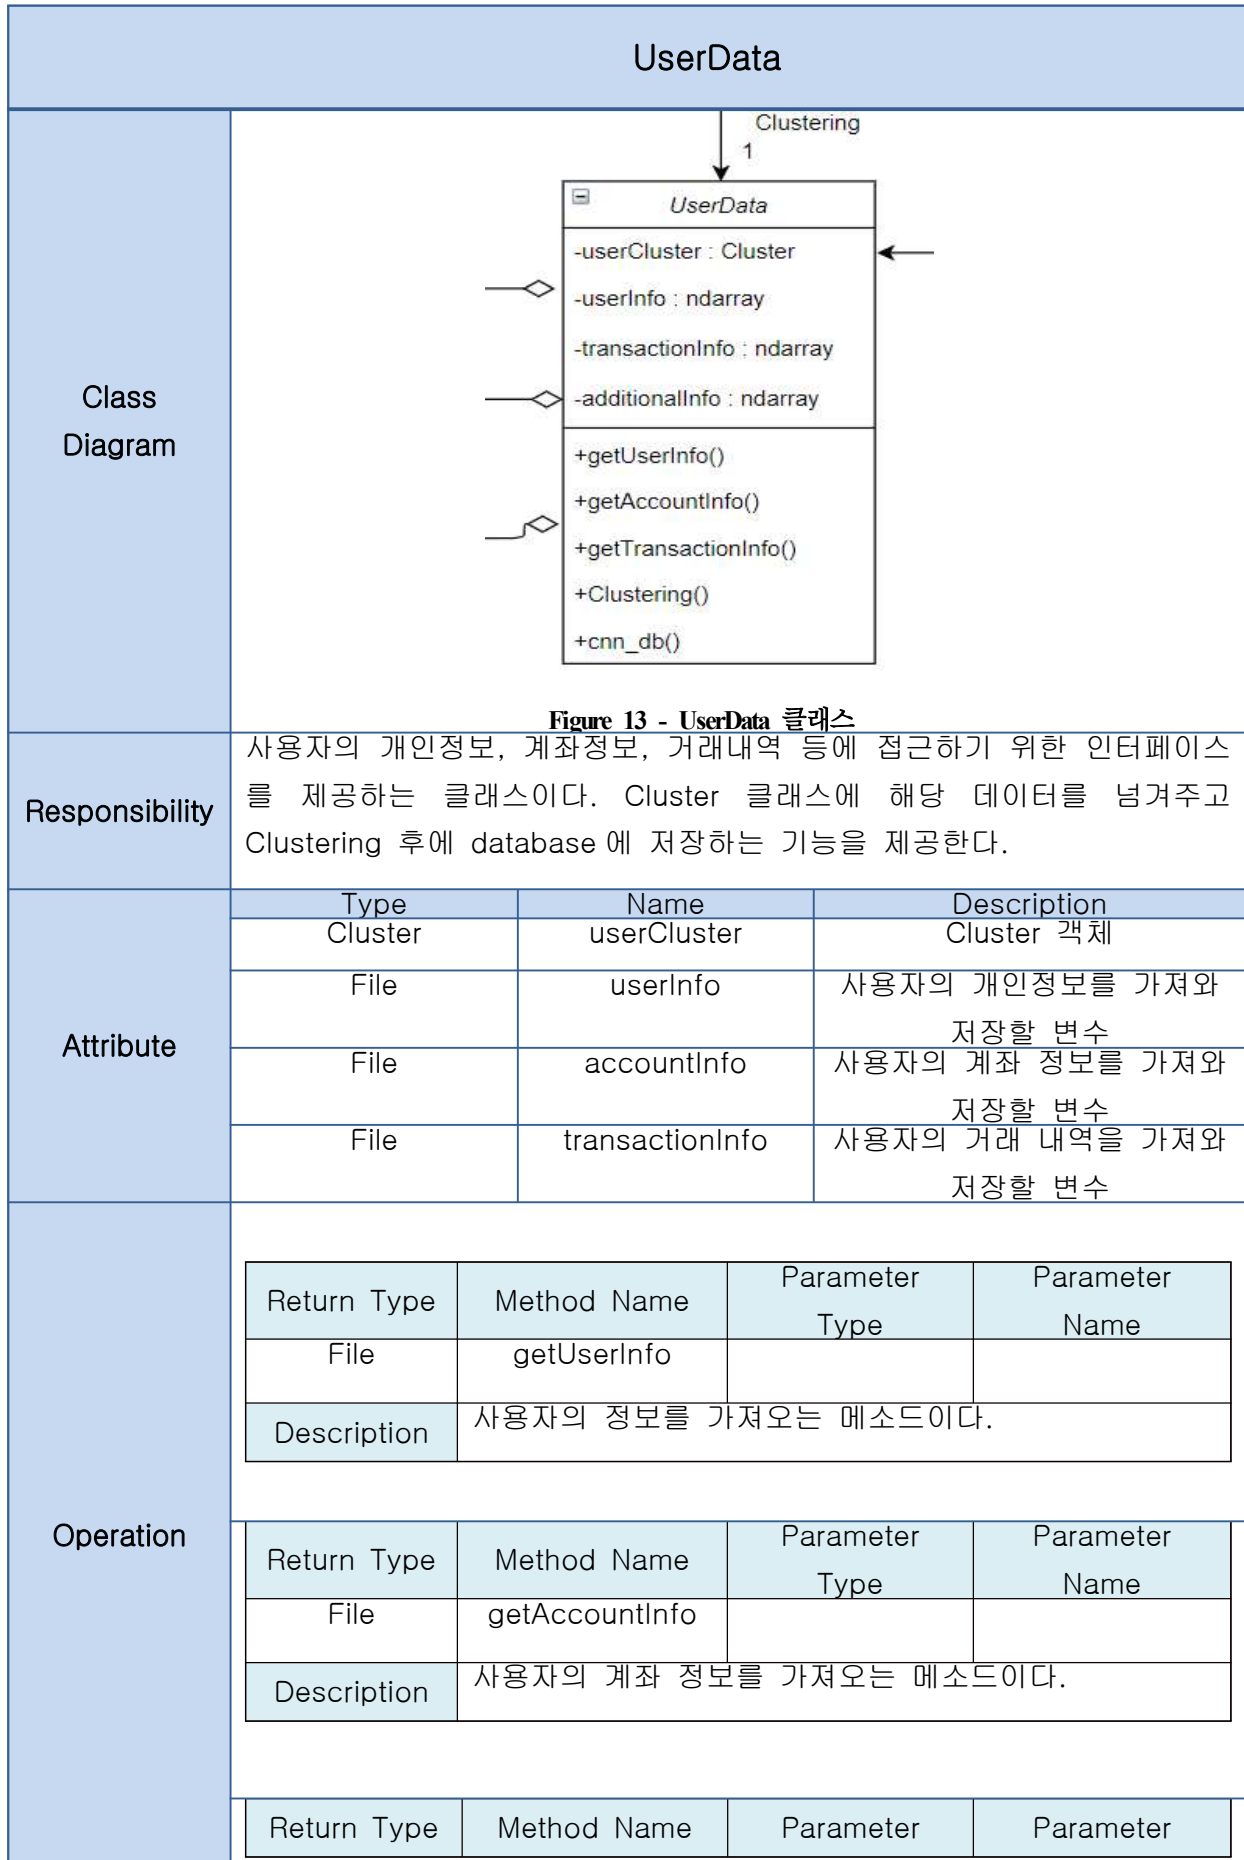 UserData
Class
Diagram
Clustering
1
UserData
-userCluster : Cluster
-userInfo : ndarray
-transactionInfo : ndarray
-additionalInfo : ndarray
+getUserInfo()
+getAccountInfo()
+getTransactionInfo()
+Clustering()
+cnn_db()
Figure 13 - UserData 클래스
Responsibility
사용자의 개인정보, 계좌정보, 거래내역 등에 접근하기 위한 인터페이스
를 제공하는 클래스이다. Cluster 클래스에 해당 데이터를 넘겨주고
Clustering 후에 database에 저장하는 기능을 제공한다.
Attribute
Type Name Description
Cluster userCluster Cluster 객체
File userInfo 사용자의 개인정보를 가져와
저장할 변수
File accountInfo 사용자의 계좌 정보를 가져와
저장할 변수
File transactionInfo 사용자의 거래 내역을 가져와
저장할 변수
Operation
Return Type Method Name Parameter Type Parameter Name
File getUserInfo
Description 사용자의 정보를 가져오는 메소드이다.
Return Type Method Name Parameter Type Parameter Name
File getAccountInfo
Description 사용자의 계좌 정보를 가져오는 메소드이다.
Return Type Method Name Parameter Parameter